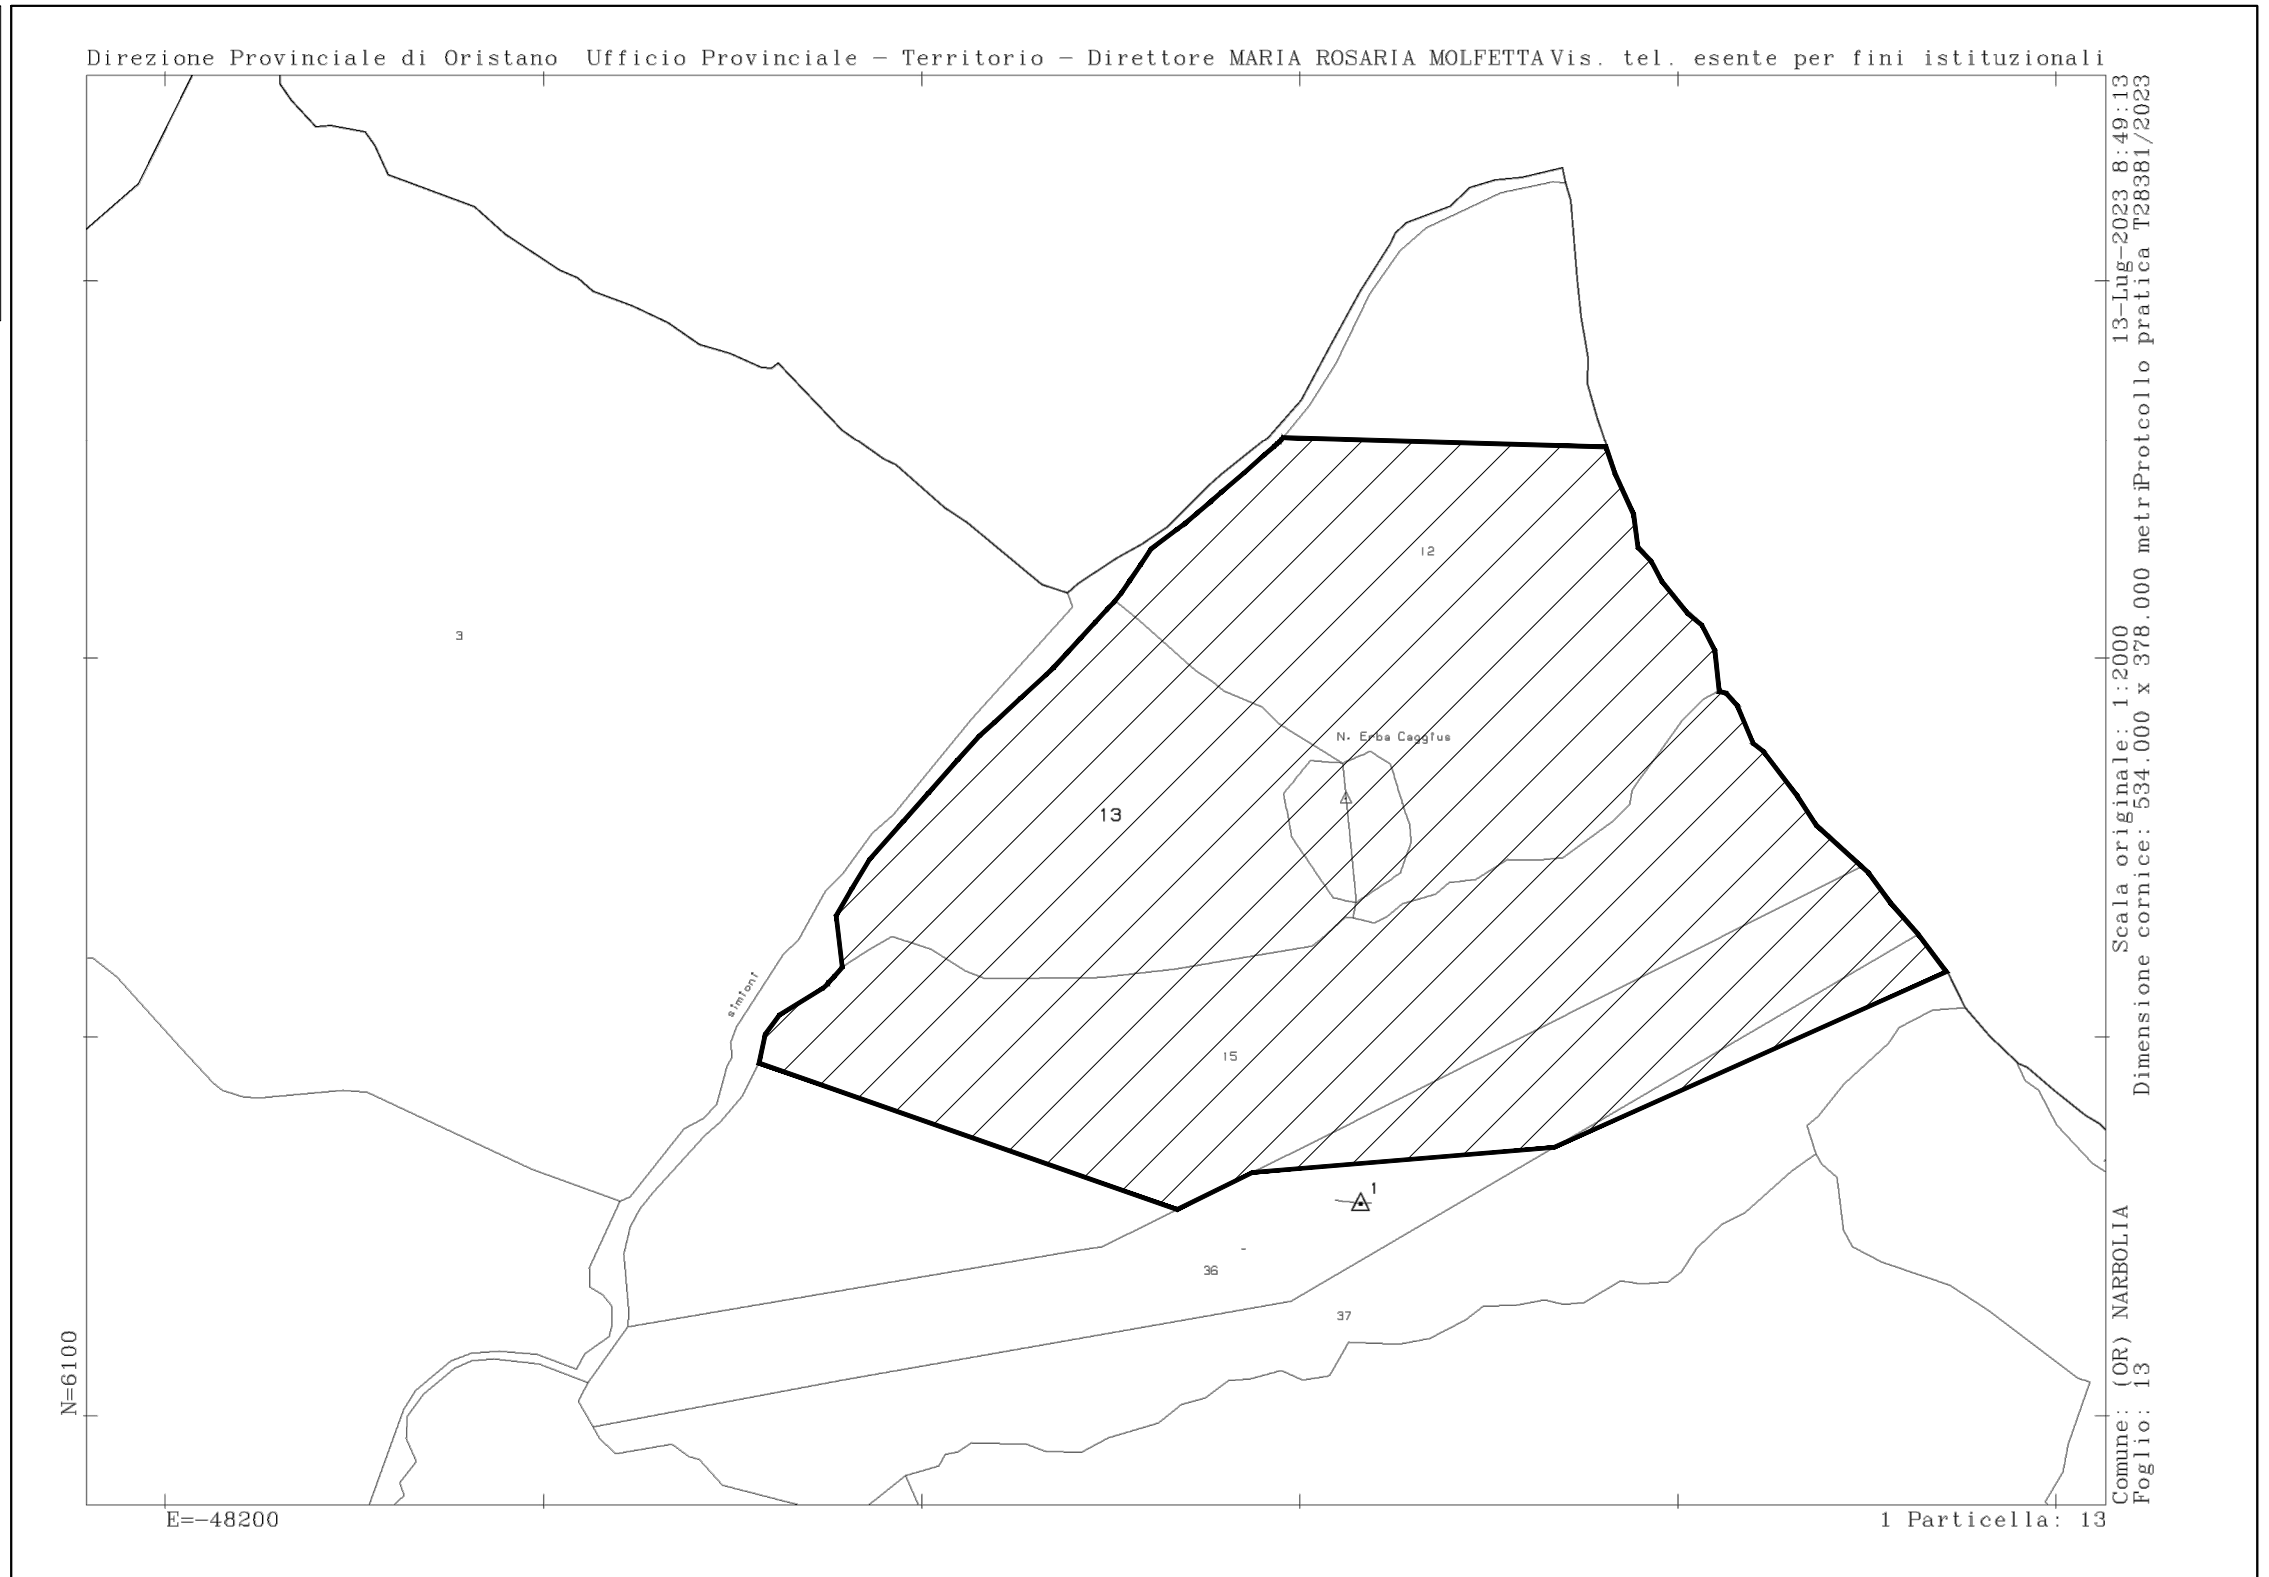 Direzione Provinciale di Oristano Ufficio Provinciale - Territorio - Direttore MARIA ROSARIA MOLFETTA Vis. tel. esente per fini istituzionali
13-Lug-2023 8:49:13
Protocollo pratica T28381/2023
12
3
Scala originale: 1:2000
Dimensione cornice: 534.000 x 378.000 metri
N. Erba Caggius
13
simioni
15
1
36
37
N=6100
Comune: (OR) NARBOLIA
Foglio: 13
E=-48200
1 Particella: 13